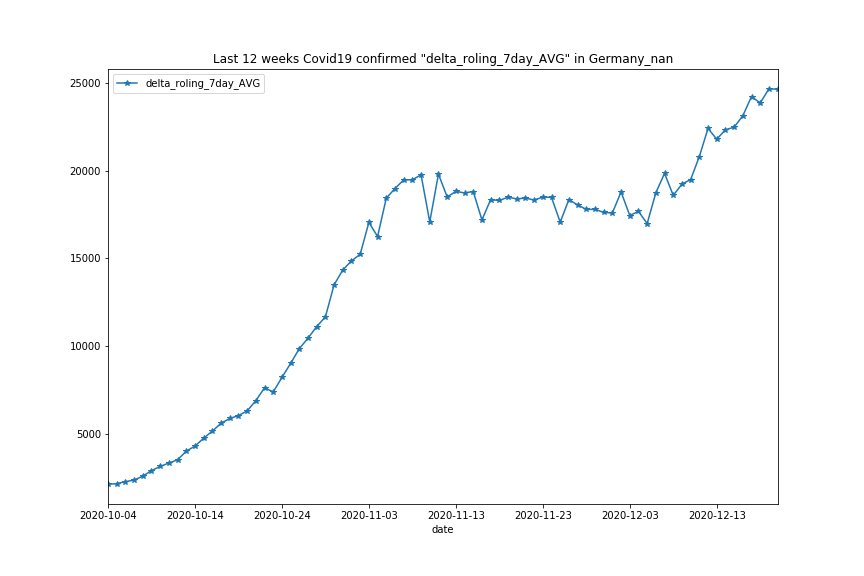 Last 12 weeks Covid19 confirmed "delta_roling_7day_AVG" in Germany_nan
delta_roling_7day_AVG
25000
20000
15000
10000
5000
2020-10-04 2020-10-14 2020-10-24 2020-11-03 2020-11-13 2020-11-23 2020-12-03 2020-12-13
date